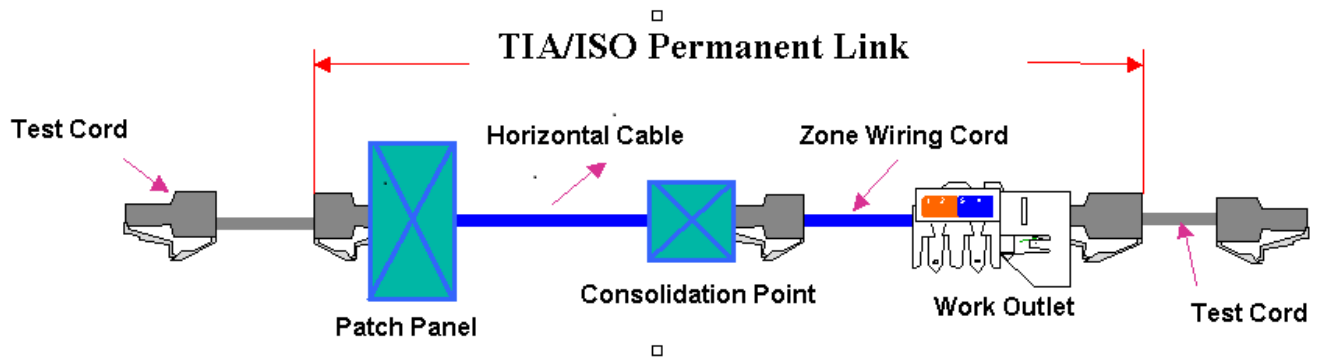 TIA/ISO Permanent Link
Test Cord
Horizontal Cable
Zone Wiring Cord
Consolidation Point
Work Outlet
Test Cord
Patch Panel